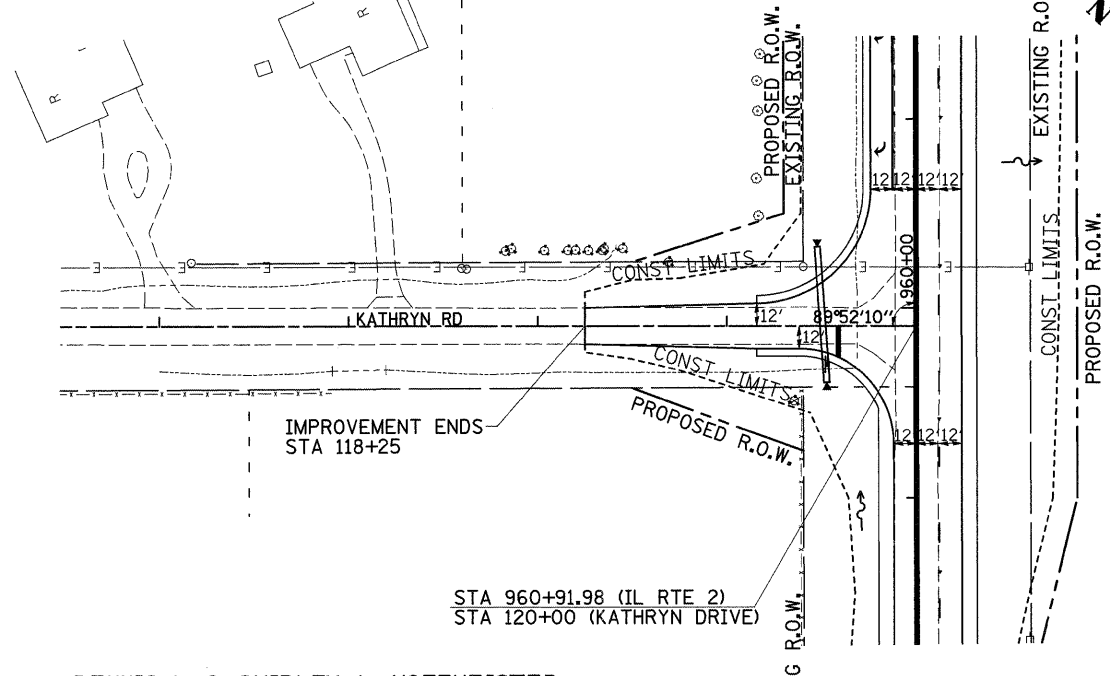 N
R
R
PROPOSED R.O.W.
EXISTING R.O.W.
EXISTING R.O
12' 12' 12' 12'
CONST LIMITS
CONST LIMITS
PROPOSED R.O.W.
960+00
KATHRYN RD
12'
89°52'10"
12'
CONST LIMITS
IMPROVEMENT ENDS
STA 118+25
PROPOSED R.O.W.
12' 12' 12'
STA 960+91.98 (IL RTE 2)
STA 120+00 (KATHRYN DRIVE)
G R.O.W.